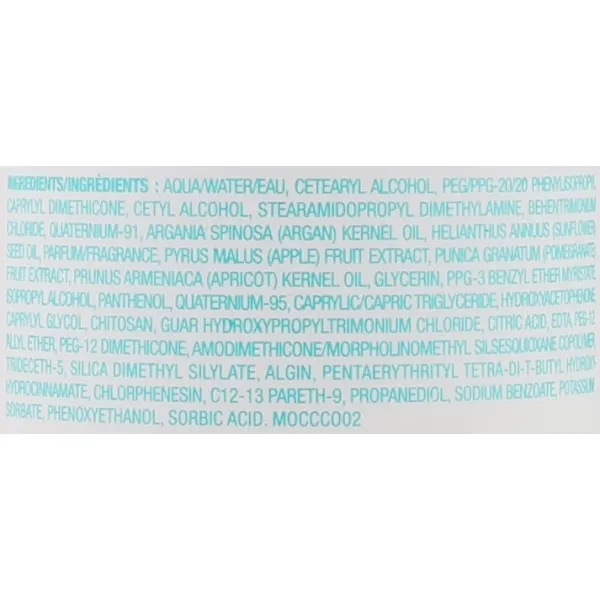 INGREDIENTS/INGRÉDIENTS : AQUA/WATER/EAU, CETEARYL ALCOHOL, PEG/PPG-20/20 PHENYLISOPROPYL
CAPRYLYL DIMETHICONE, CETYL ALCOHOL, STEARAMIDOPROPYL DIMETHYLAMINE, BEHENTRIMONIUM
CHLORIDE, QUATERNIUM-91, ARGANIA SPINOSA (ARGAN) KERNEL OIL, HELIANTHUS ANNUUS (SUNFLOWER)
SEED OIL, PARFUM/FRAGRANCE, PYRUS MALUS (APPLE) FRUIT EXTRACT, PUNICA GRANATUM (POMEGRANATE)
FRUIT EXTRACT, PRUNUS ARMENIACA (APRICOT) KERNEL OIL, GLYCERIN, PPG-3 BENZYL ETHER MYRISTATE,
ISOPROPYL ALCOHOL, PANTHENOL, QUATERNIUM-95, CAPRYLIC/CAPRIC TRIGLYCERIDE, HYDROXYACETOPHENONE,
CAPRYLYL GLYCOL, CHITOSAN, GUAR HYDROXYPROPYLTRIMONIUM CHLORIDE, CITRIC ACID, EDTA, PEG-12
ALLYL ETHER, PEG-12 DIMETHICONE, AMODIMETHICONE/MORPHOLINOMETHYL SILSESQUIOXANE COPOLYMER,
TRIDECETH-5, SILICA DIMETHYL SILYLATE, ALGIN, PENTAERYTHRITYL TETRA-DI-T-BUTYL HYDROXY-
HYDROCINNAMATE, CHLORPHENESIN, C12-13 PARETH-9, PROPANEDIOL, SODIUM BENZOATE, POTASSIUM
SORBATE, PHENOXYETHANOL, SORBIC ACID. MOCCCO02